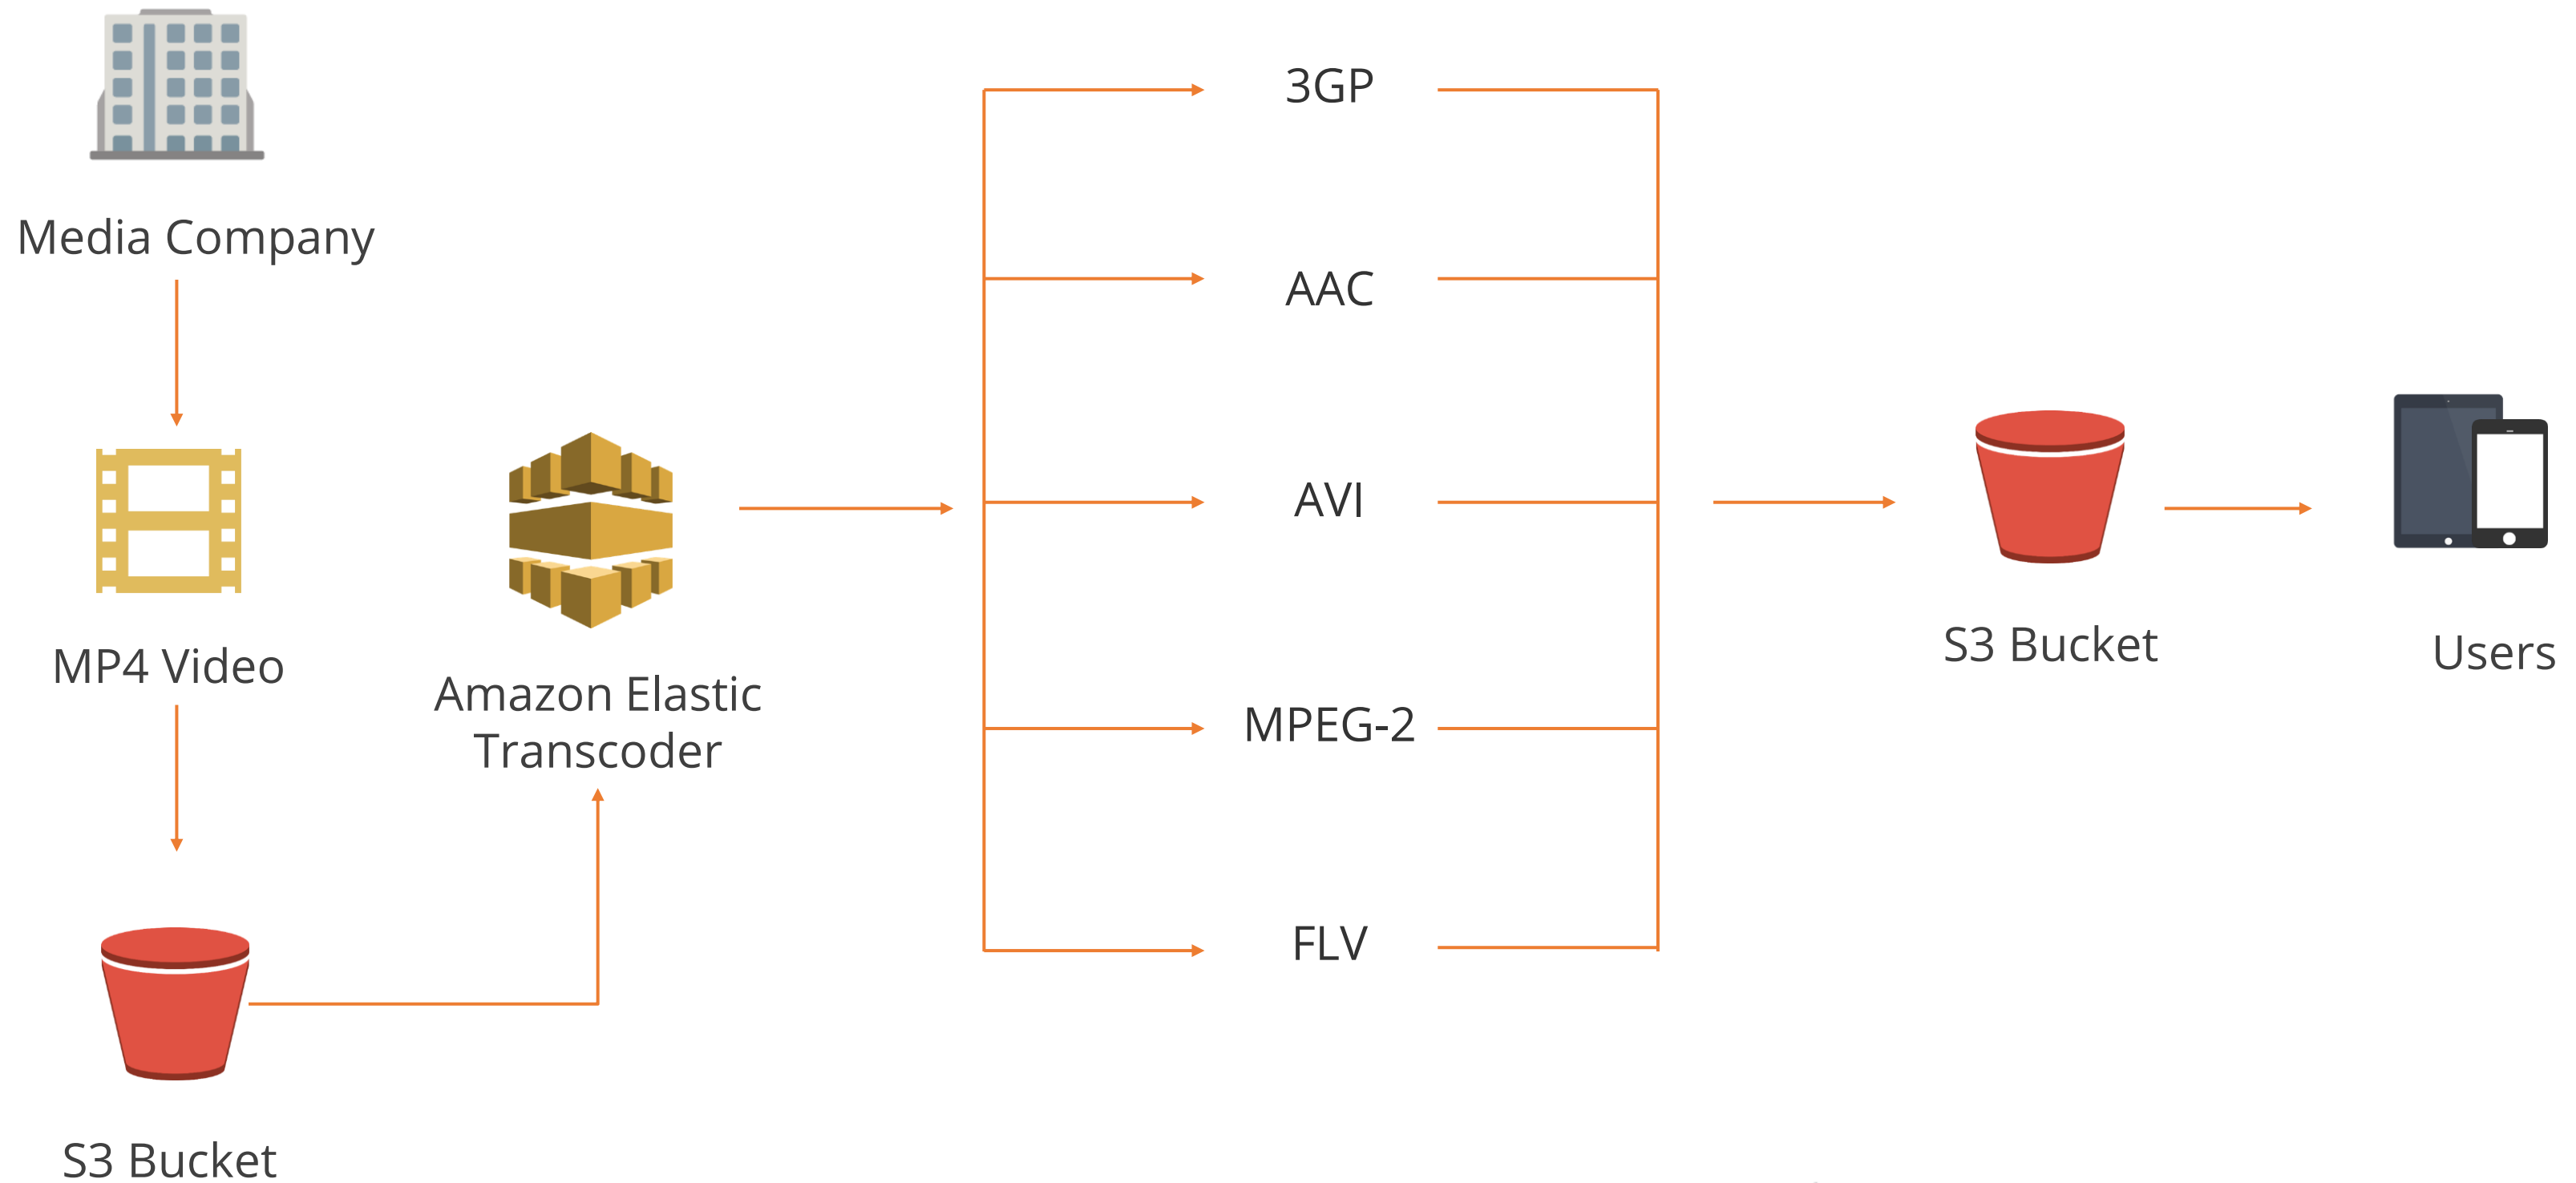 Media Company
MP4 Video
S3 Bucket
Amazon Elastic
Transcoder
3GP
AAC
AVI
MPEG-2
FLV
S3 Bucket
Users